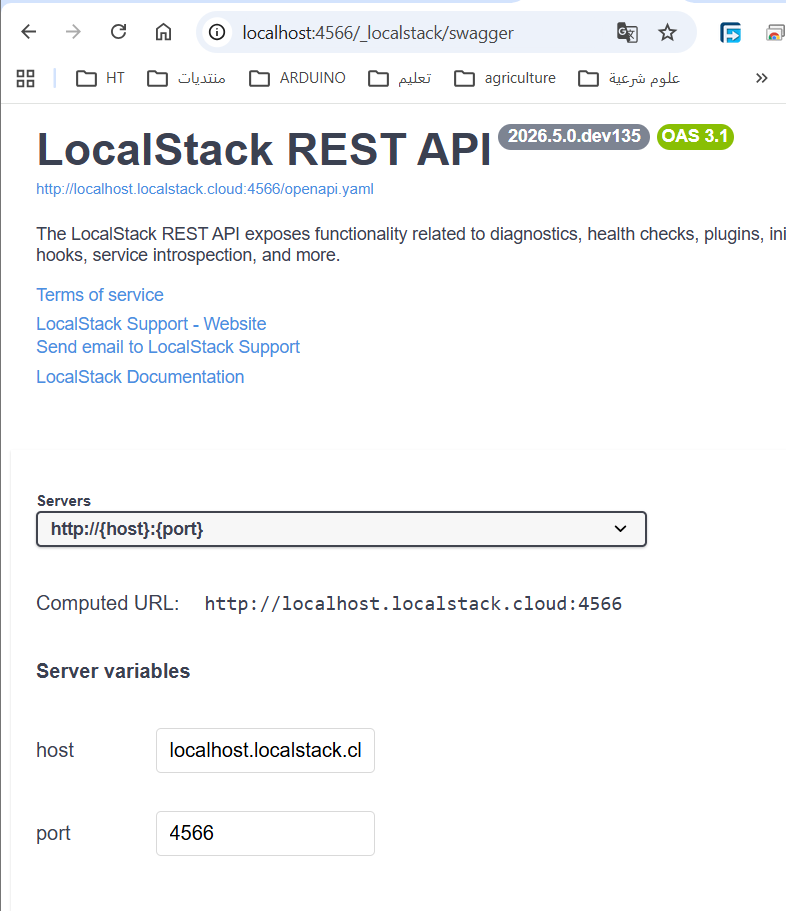 localhost:4566/_localstack/swagger
HT
منتديات
ARDUINO
تعليم
agriculture
علوم شرعية
»
LocalStack REST API 2026.5.0.dev135 OAS 3.1
http://localhost.localstack.cloud:4566/openapi.yaml
The LocalStack REST API exposes functionality related to diagnostics, health checks, plugins, ini
hooks, service introspection, and more.
Terms of service
LocalStack Support - Website
Send email to LocalStack Support
LocalStack Documentation
Servers
http://{host}:{port}
Computed URL: http://localhost.localstack.cloud:4566
Server variables
host localhost.localstack.cl
port 4566